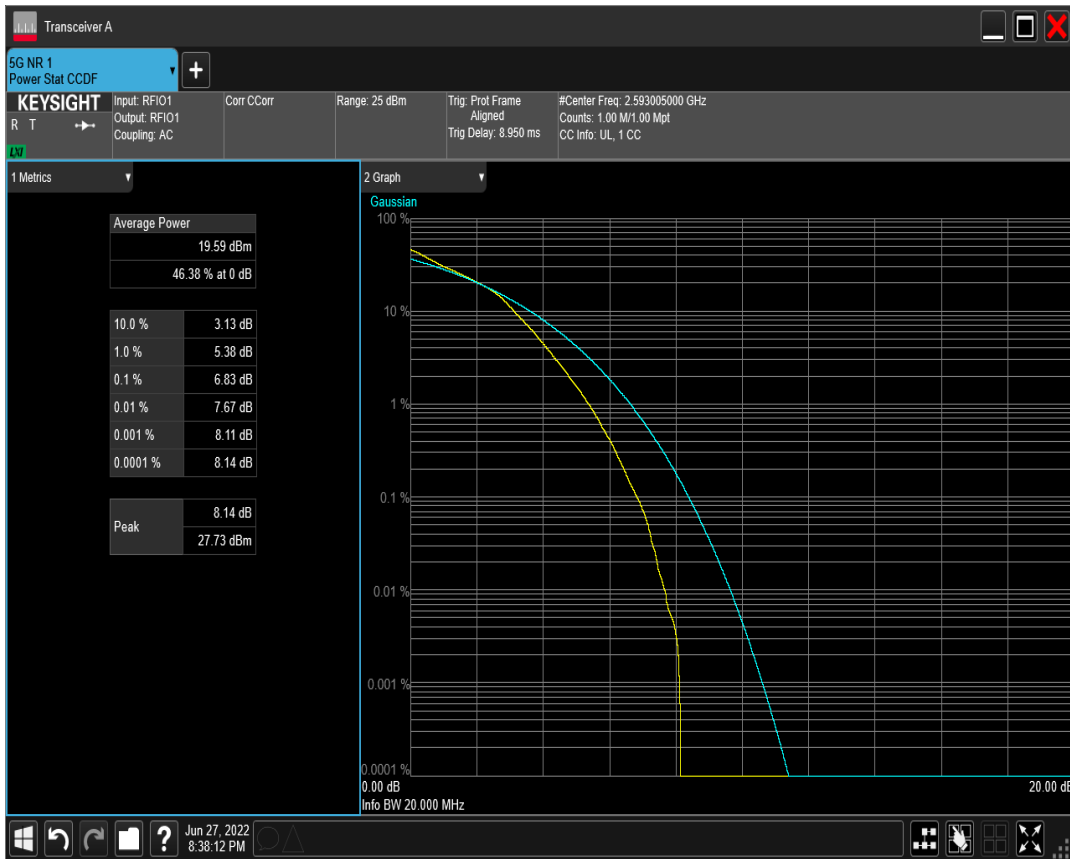 Transceiver A
5G NR 1
Power Stat CCDF
+
KEYSIGHT
R T
LXI
Input: RFIO1
Output: RFIO1
Coupling: AC
Corr CCorr
Range: 25 dBm
Trig: Prot Frame
Aligned
Trig Delay: 8.950 ms
#Center Freq: 2.593005000 GHz
Counts: 1.00 M/1.00 Mpt
CC Info: UL, 1 CC
1 Metrics
Average Power
19.59 dBm
46.38 % at 0 dB
10.0 % 3.13 dB
1.0 % 5.38 dB
0.1 % 6.83 dB
0.01 % 7.67 dB
0.001 % 8.11 dB
0.0001 % 8.14 dB
Peak
8.14 dB
27.73 dBm
2 Graph
Gaussian
100 %
10 %
1 %
0.1 %
0.01 %
0.001 %
0.0001 %
0.00 dB
20.00 dB
Info BW 20.000 MHz
?
Jun 27, 2022
8:38:12 PM